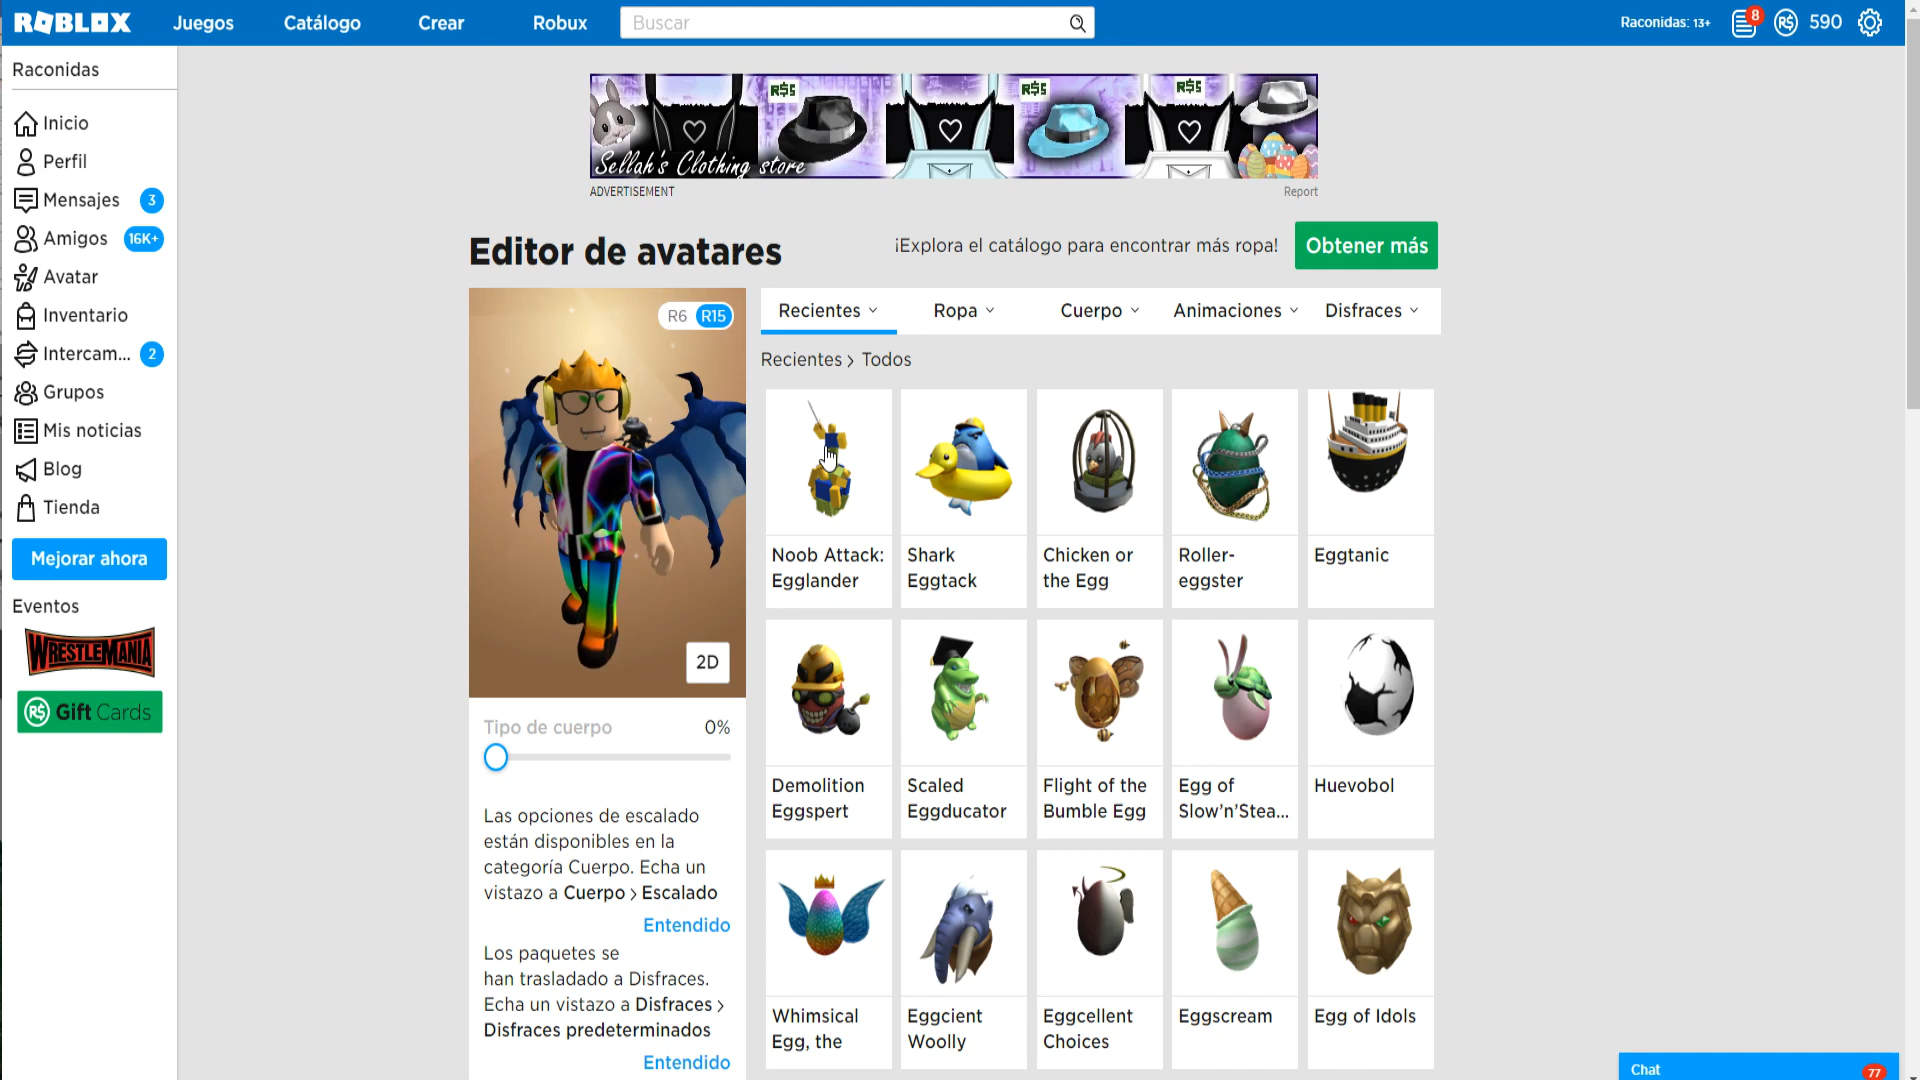 ROBLOX
Juegos
Catálogo
Crear
Robux
Buscar
Raconidas: 13+
8
590
Raconidas
Inicio
Perfil
Mensajes 3
Amigos 16K+
Avatar
Inventario
Intercam... 2
Grupos
Mis noticias
Blog
Tienda
Mejorar ahora
Eventos
WRESTLEMANIA
R$ Gift Cards
R$5
R$5
R$5
Sellah's Clothing store
ADVERTISEMENT
Report
Editor de avatares
¡Explora el catálogo para encontrar más ropa!
Obtener más
R6 R15
2D
Tipo de cuerpo 0%
Las opciones de escalado
están disponibles en la
categoría Cuerpo. Echa un
vistazo a Cuerpo > Escalado
Entendido
Los paquetes se
han trasladado a Disfraces.
Echa un vistazo a Disfraces >
Disfraces predeterminados
Entendido
Recientes
Ropa
Cuerpo
Animaciones
Disfraces
Recientes > Todos
Noob Attack:
Egglander
Shark
Eggtack
Chicken or
the Egg
Roller-
eggster
Eggtanic
Demolition
Eggspert
Scaled
Eggducator
Flight of the
Bumble Egg
Egg of
Slow'n'Stea...
Huevobol
Whimsical
Egg, the
Eggcient
Woolly
Eggcellent
Choices
Eggscream
Egg of Idols
Chat
77